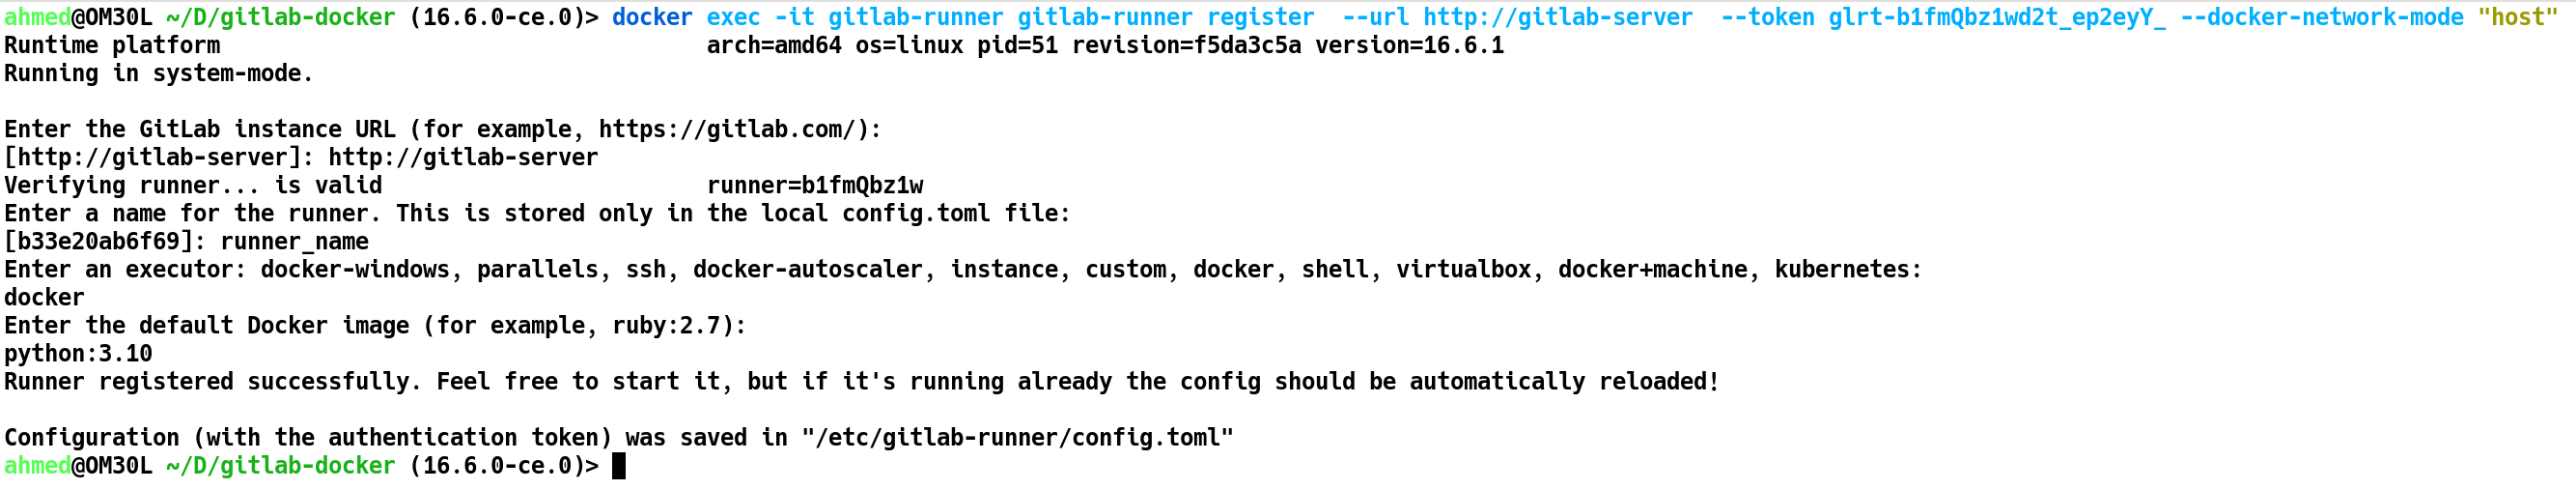 ahmed@OM30L ~/D/gitlab-docker (16.6.0-ce.0)> docker exec -it gitlab-runner gitlab-runner register  --url http://gitlab-server  --token glrt-b1fmQbz1wd2t_ep2eyY_ --docker-network-mode "host"
Runtime platform                                    arch=amd64 os=linux pid=51 revision=f5da3c5a version=16.6.1
Running in system-mode.

Enter the GitLab instance URL (for example, https://gitlab.com/):
[http://gitlab-server]: http://gitlab-server
Verifying runner... is valid                        runner=b1fmQbz1w
Enter a name for the runner. This is stored only in the local config.toml file:
[b33e20ab6f69]: runner_name
Enter an executor: docker-windows, parallels, ssh, docker-autoscaler, instance, custom, docker, shell, virtualbox, docker+machine, kubernetes:
docker
Enter the default Docker image (for example, ruby:2.7):
python:3.10
Runner registered successfully. Feel free to start it, but if it's running already the config should be automatically reloaded!

Configuration (with the authentication token) was saved in "/etc/gitlab-runner/config.toml"
ahmed@OM30L ~/D/gitlab-docker (16.6.0-ce.0)>